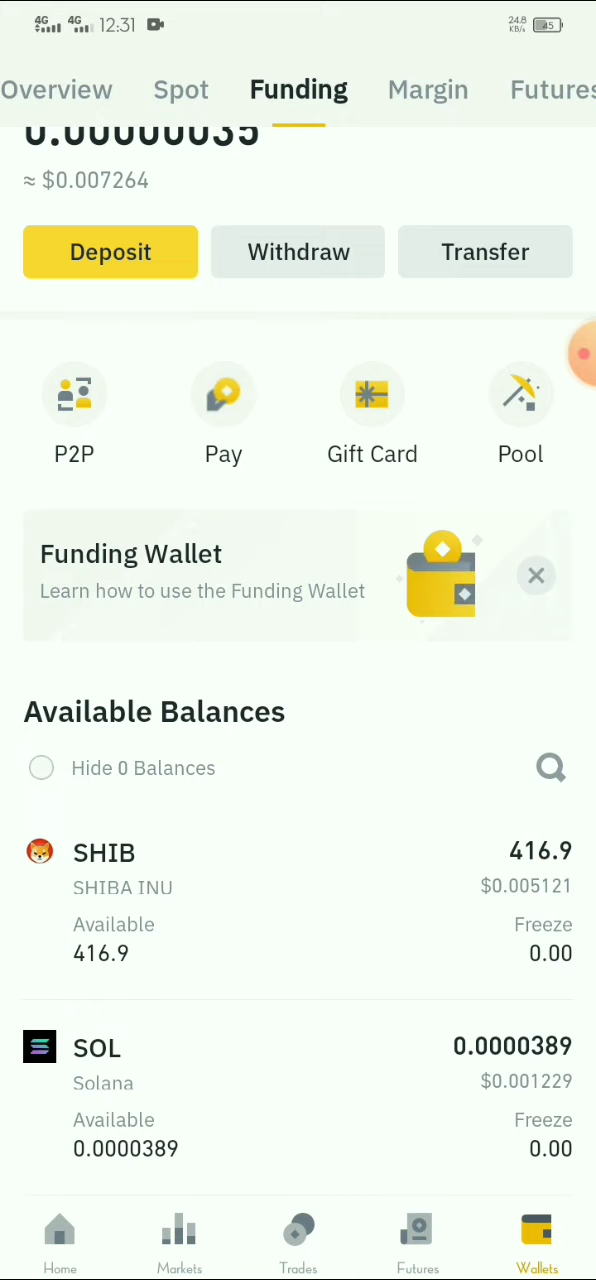 4G 4G 12:31 24.8 KB/s 45
Overview Spot Funding Margin Futures
0.00000035
≈ $0.007264
Deposit Withdraw Transfer
P2P Pay Gift Card Pool
Funding Wallet
Learn how to use the Funding Wallet
Available Balances
Hide 0 Balances
SHIB 416.9
SHIBA INU $0.005121
Available Freeze
416.9 0.00
SOL 0.0000389
Solana $0.001229
Available Freeze
0.0000389 0.00
Home Markets Trades Futures Wallets